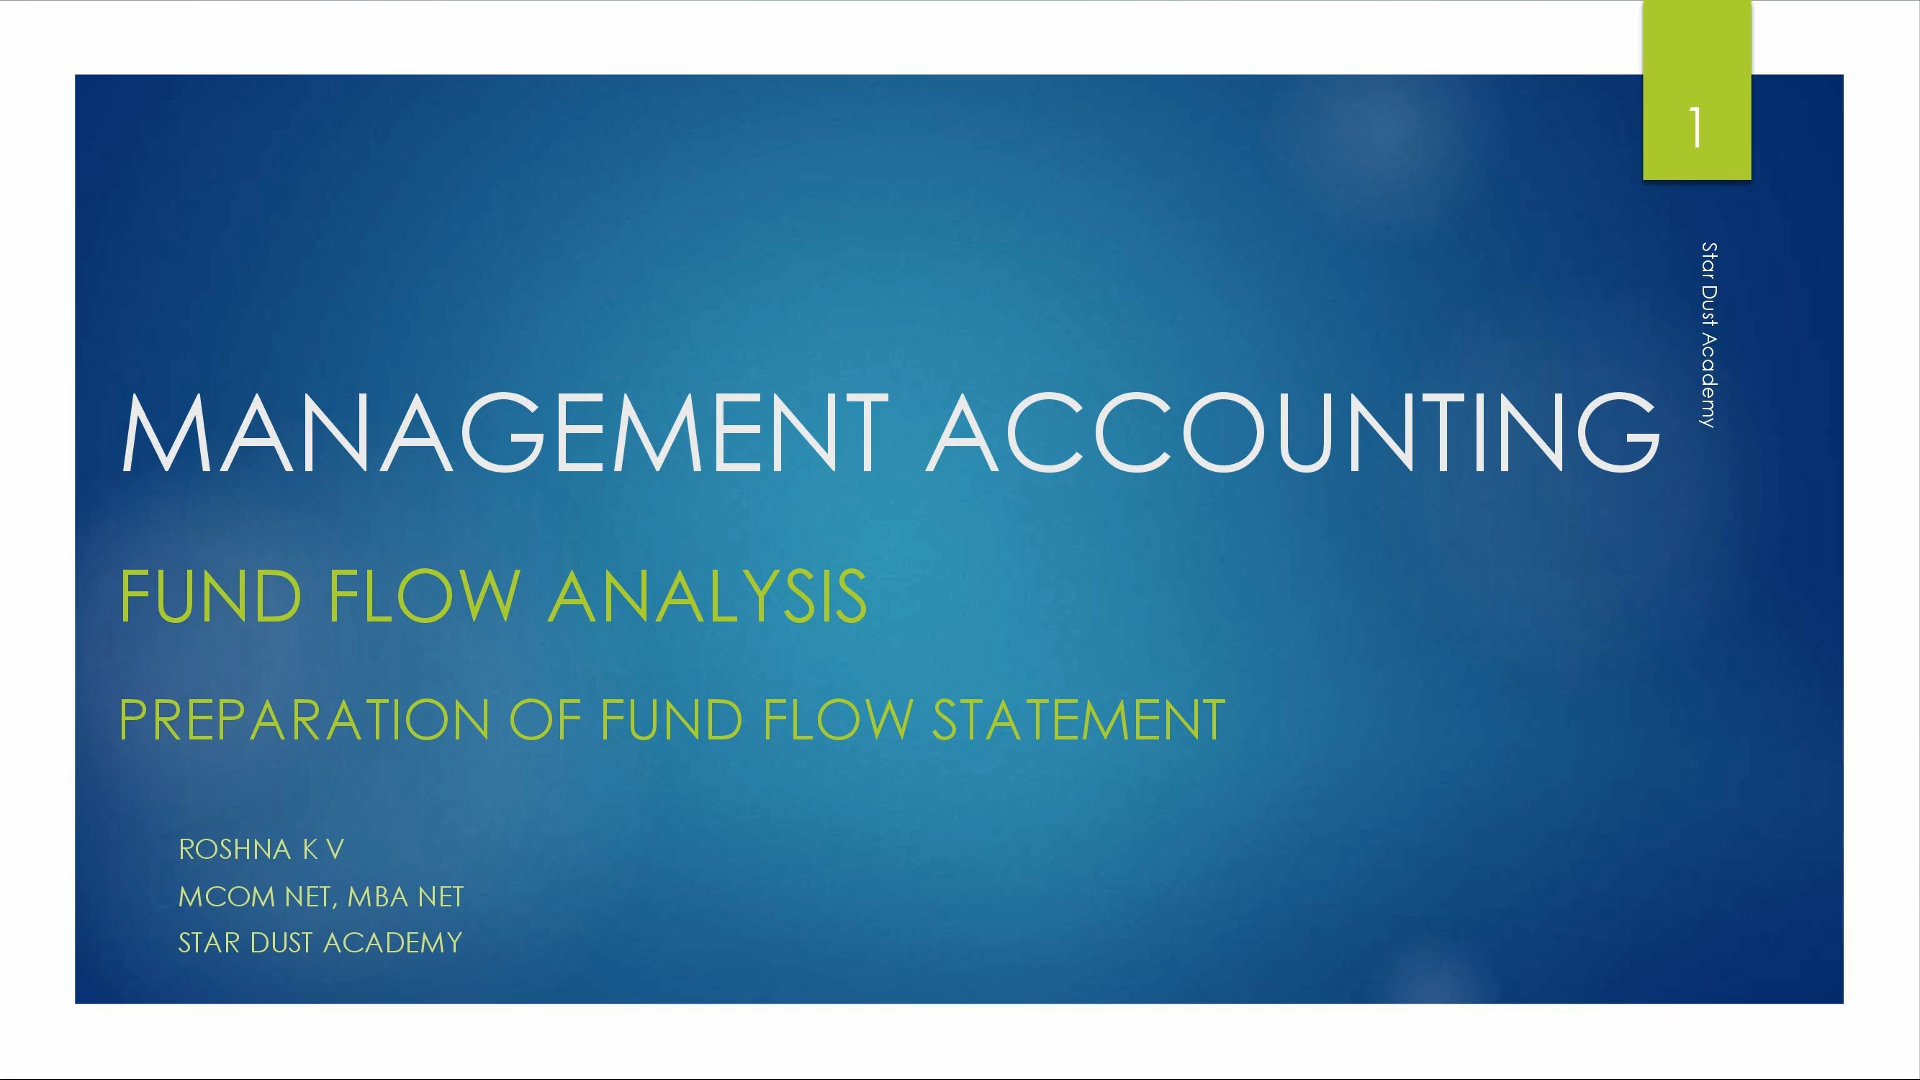 1
Star Dust Academy
MANAGEMENT ACCOUNTING
FUND FLOW ANALYSIS
PREPARATION OF FUND FLOW STATEMENT
ROSHNA K V
MCOM NET, MBA NET
STAR DUST ACADEMY